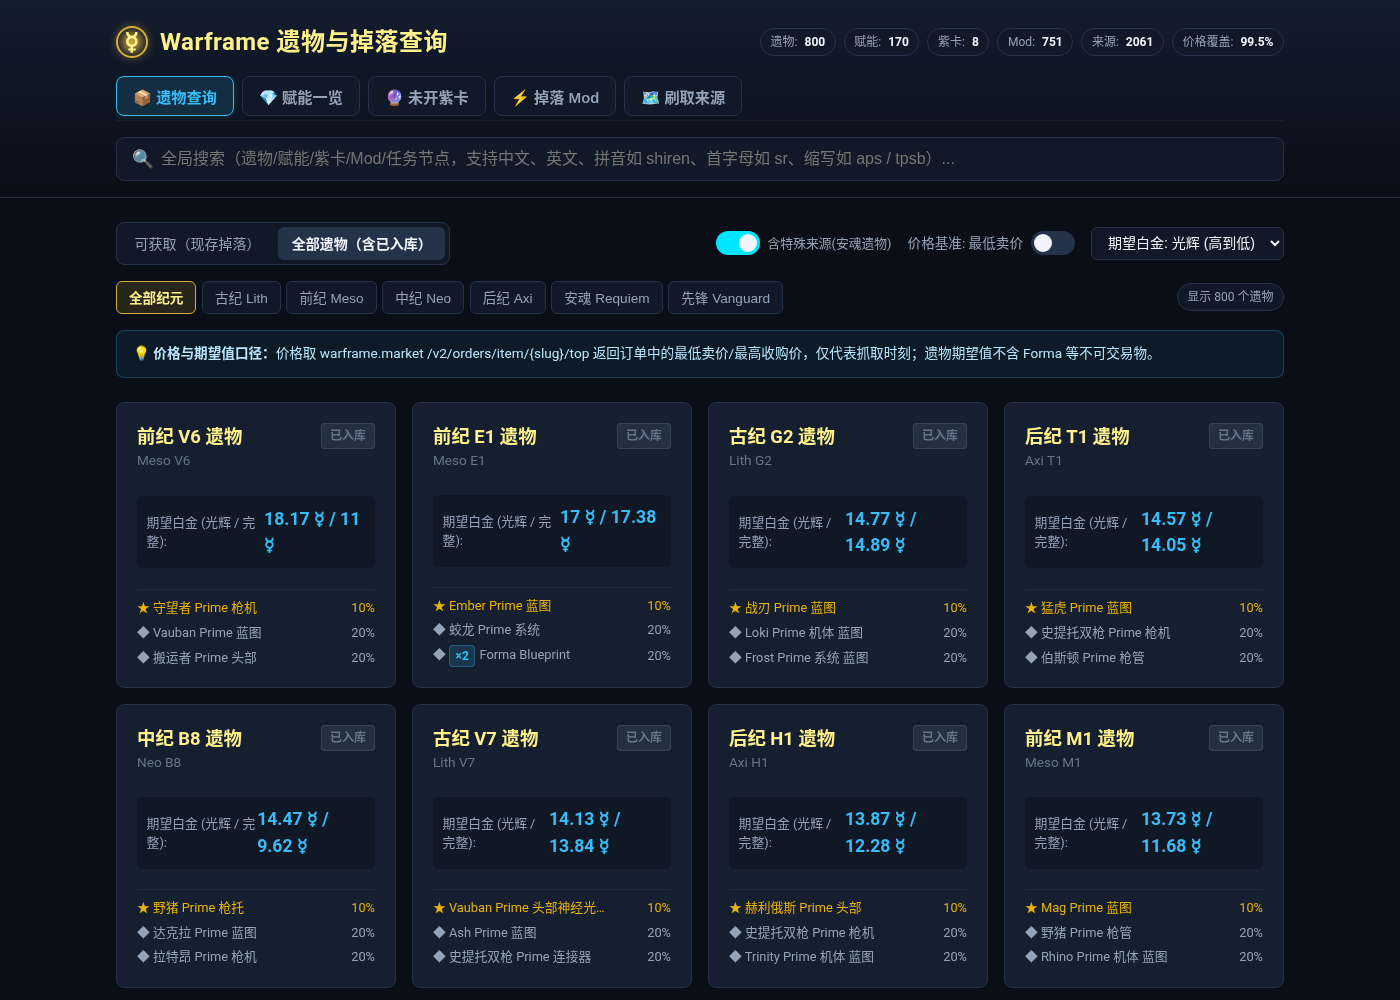 Warframe 遗物与掉落查询
遗物: 800
赋能: 170
紫卡: 8
Mod: 751
来源: 2061
价格覆盖: 99.5%
📦 遗物查询
💎 赋能一览
🔮 未开紫卡
⚡ 掉落 Mod
🗺️ 刷取来源
🔍 全局搜索（遗物/赋能/紫卡/Mod/任务节点，支持中文、英文、拼音如 shiren、首字母如 sr、缩写如 aps / tpsb）...
可获取（现存掉落）
全部遗物（含已入库）
含特殊来源(安魂遗物)
价格基准: 最低卖价
期望白金: 光辉 (高到低)
全部纪元
古纪 Lith
前纪 Meso
中纪 Neo
后纪 Axi
安魂 Requiem
先锋 Vanguard
显示 800 个遗物
💡 价格与期望值口径：价格取 warframe.market /v2/orders/item/{slug}/top 返回订单中的最低卖价/最高收购价，仅代表抓取时刻；遗物期望值不含 Forma 等不可交易物。
前纪 V6 遗物
已入库
Meso V6
期望白金 (光辉 / 完
整):
18.17 ☿ / 11
☿
★ 守望者 Prime 枪机 10%
◆ Vauban Prime 蓝图 20%
◆ 搬运者 Prime 头部 20%
前纪 E1 遗物
已入库
Meso E1
期望白金 (光辉 / 完
整):
17 ☿ / 17.38
☿
★ Ember Prime 蓝图 10%
◆ 蛟龙 Prime 系统 20%
◆ ×2 Forma Blueprint 20%
古纪 G2 遗物
已入库
Lith G2
期望白金 (光辉 /
完整):
14.77 ☿ /
14.89 ☿
★ 战刃 Prime 蓝图 10%
◆ Loki Prime 机体 蓝图 20%
◆ Frost Prime 系统 蓝图 20%
后纪 T1 遗物
已入库
Axi T1
期望白金 (光辉 /
完整):
14.57 ☿ /
14.05 ☿
★ 猛虎 Prime 蓝图 10%
◆ 史提托双枪 Prime 枪机 20%
◆ 伯斯顿 Prime 枪管 20%
中纪 B8 遗物
已入库
Neo B8
期望白金 (光辉 / 完
整):
14.47 ☿ /
9.62 ☿
★ 野猪 Prime 枪托 10%
◆ 达克拉 Prime 蓝图 20%
◆ 拉特昂 Prime 枪机 20%
古纪 V7 遗物
已入库
Lith V7
期望白金 (光辉 /
完整):
14.13 ☿ /
13.84 ☿
★ Vauban Prime 头部神经光... 10%
◆ Ash Prime 蓝图 20%
◆ 史提托双枪 Prime 连接器 20%
后纪 H1 遗物
已入库
Axi H1
期望白金 (光辉 /
完整):
13.87 ☿ /
12.28 ☿
★ 赫利俄斯 Prime 头部 10%
◆ 史提托双枪 Prime 枪机 20%
◆ Trinity Prime 机体 蓝图 20%
前纪 M1 遗物
已入库
Meso M1
期望白金 (光辉 /
完整):
13.73 ☿ /
11.68 ☿
★ Mag Prime 蓝图 10%
◆ 野猪 Prime 枪管 20%
◆ Rhino Prime 机体 蓝图 20%